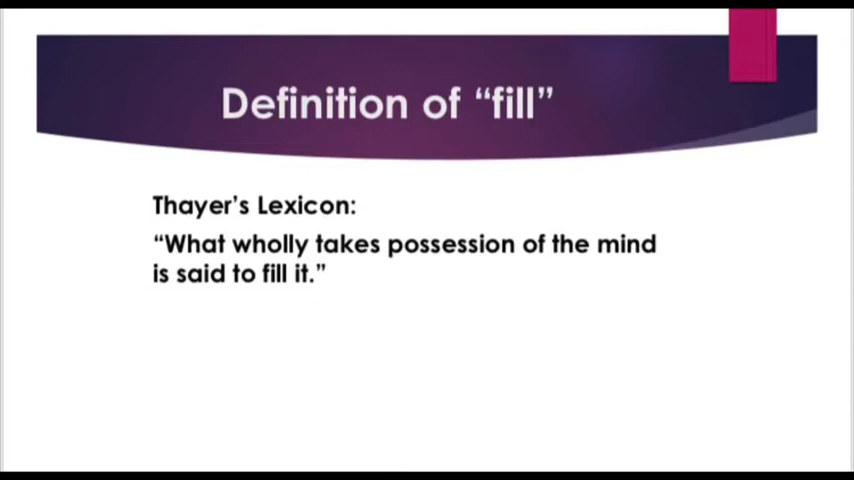 Definition of “fill”
Thayer’s Lexicon:
“What wholly takes possession of the mind
is said to fill it.”